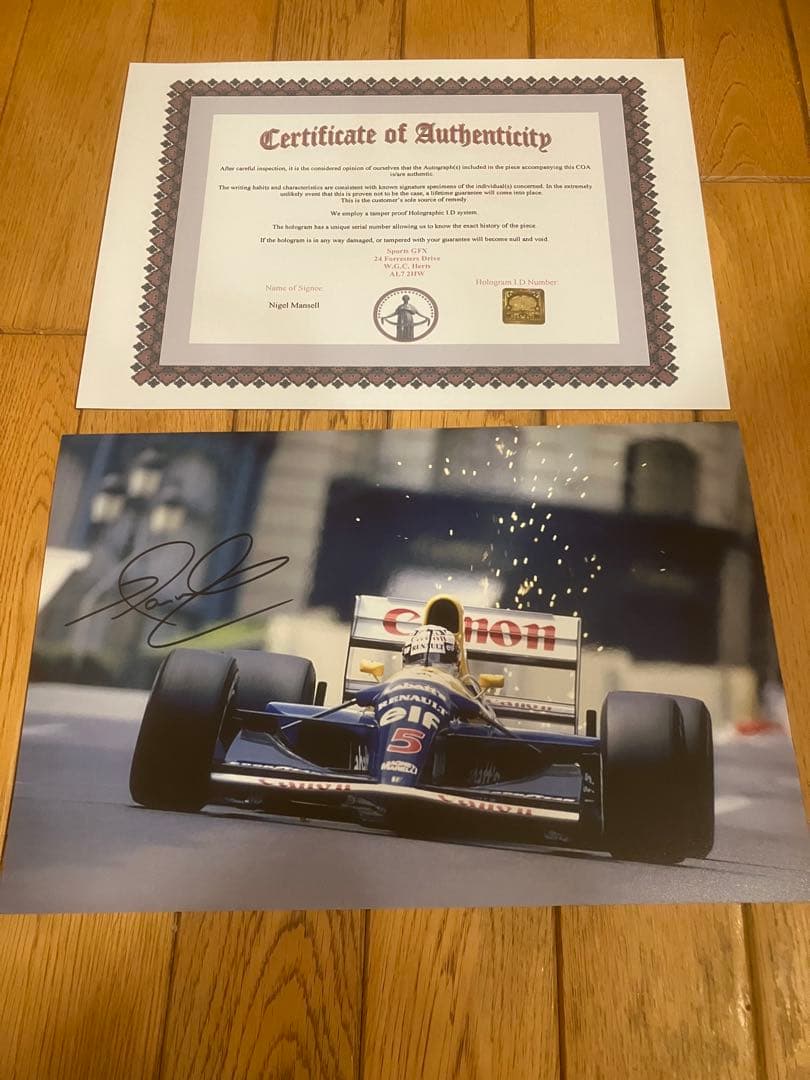 Certificate of Authenticity
After careful inspection, it is the considered opinion of ourselves that the Autograph(s) included in the piece accompanying this COA
is/are authentic.
The writing habits and characteristics are consistent with known signature specimens of the individual(s) concerned. In the extremely
unlikely event that this is proven not to be the case, a lifetime guarantee will come into place.
This is the customer's sole source of remedy.
We employ a tamper proof Holographic I.D system.
The hologram has a unique serial number allowing us to know the exact history of the piece.
If the hologram is in any way damaged, or tampered with your guarantee will become null and void.
Sports GFX
24 Forresters Drive
W.G.C. Herts
AL7 2HW
Name of Signee
Hologram I.D Number
Nigel Mansell
Canon
RENAULT
Labatt's
RENAULT
elf
5
Canon
Canon